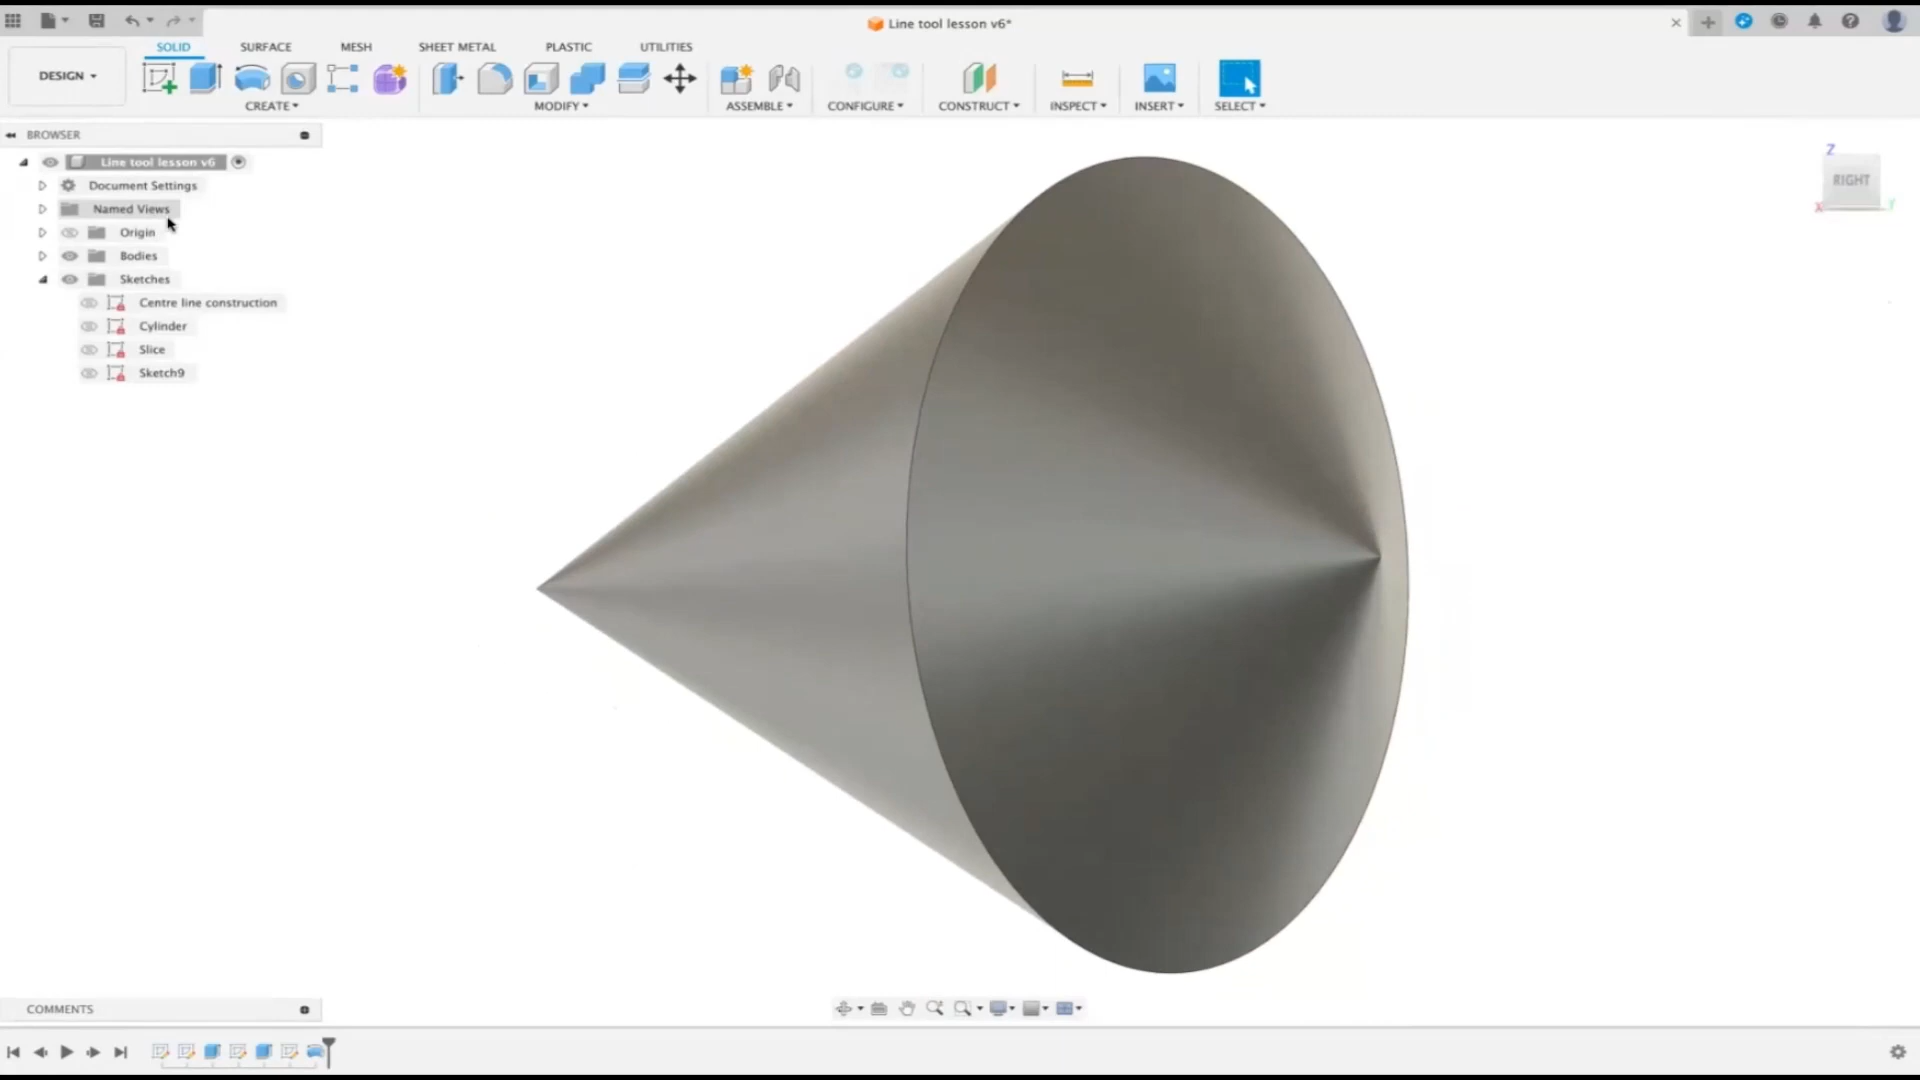 Line tool lesson v6*
SOLID SURFACE MESH SHEET METAL PLASTIC UTILITIES
DESIGN
CREATE MODIFY ASSEMBLE CONFIGURE CONSTRUCT INSPECT INSERT SELECT
BROWSER
Line tool lesson v6
Document Settings
Named Views
Origin
Bodies
Sketches
Centre line construction
Cylinder
Slice
Sketch9
Z
RIGHT
X
Y
COMMENTS